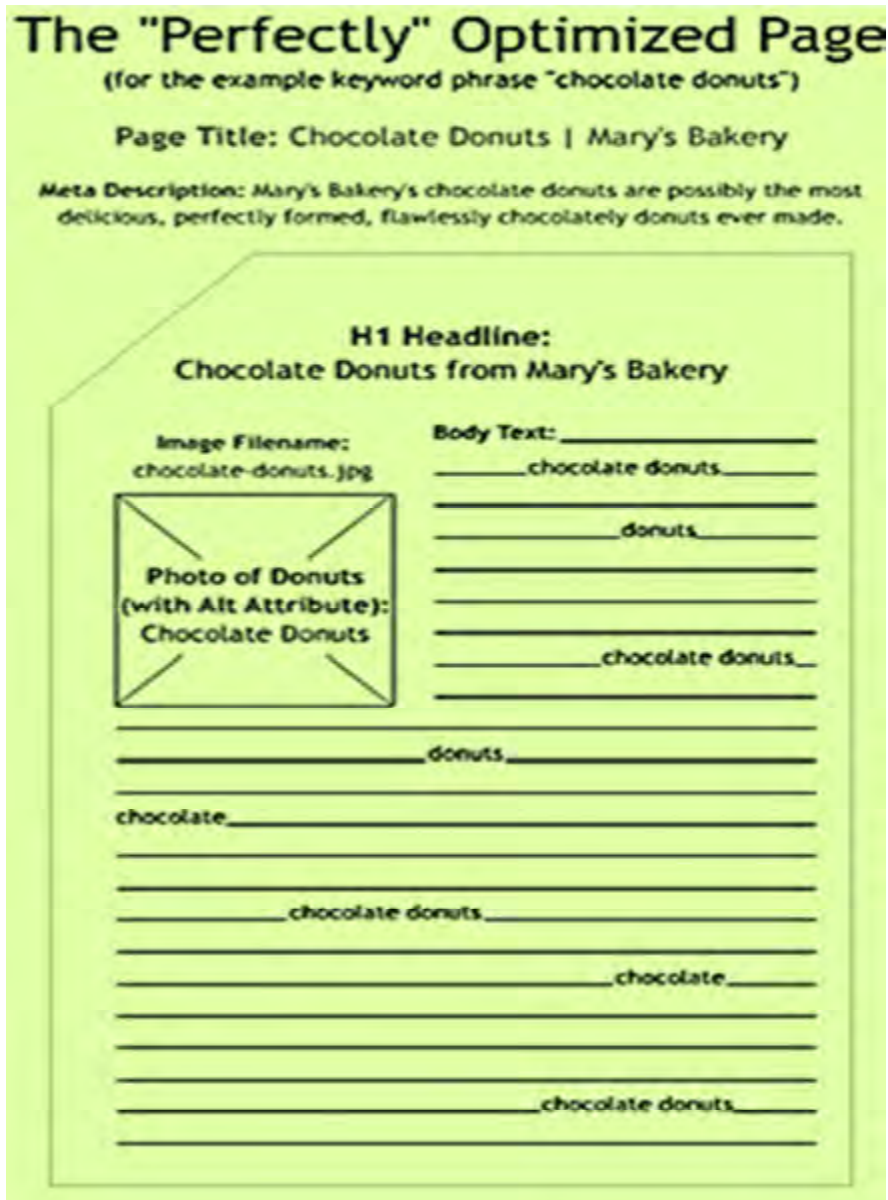 The "Perfectly" Optimized Page
(for the example keyword phrase "chocolate donuts")
Page Title: Chocolate Donuts | Mary's Bakery
Meta Description: Mary's Bakery's chocolate donuts are possibly the most
delicious, perfectly formed, flawlessly chocolately donuts ever made.
H1 Headline:
Chocolate Donuts from Mary's Bakery
Image Filename:
chocolate-donuts.jpg
Photo of Donuts
(with Alt Attribute):
Chocolate Donuts
Body Text:
chocolate donuts
donuts
chocolate donuts
donuts
chocolate
chocolate donuts
chocolate
chocolate donuts